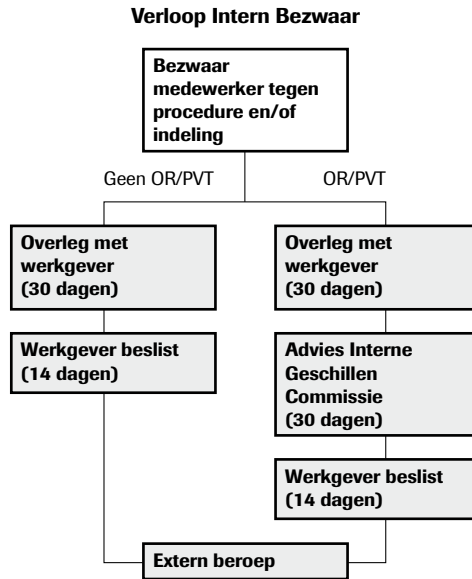 Verloop Intern Bezwaar
Bezwaar
medewerker tegen
procedure en/of
indeling
Geen OR/PVT
OR/PVT
Overleg met
werkgever
(30 dagen)
Werkgever beslist
(14 dagen)
Overleg met
werkgever
(30 dagen)
Advies Interne
Geschillen
Commissie
(30 dagen)
Werkgever beslist
(14 dagen)
Extern beroep